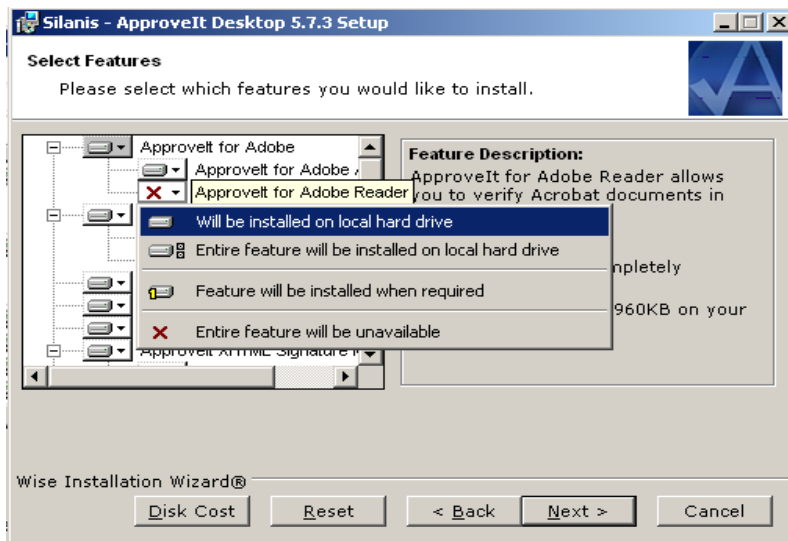 Silanis - ApproveIt Desktop 5.7.3 Setup
Select Features
Please select which features you would like to install.
ApproveIt for Adobe
ApproveIt for Adobe
ApproveIt for Adobe Reader
Will be installed on local hard drive
Entire feature will be installed on local hard drive
Feature will be installed when required
Entire feature will be unavailable
ApproveIt XHTML Signature
Feature Description:
ApproveIt for Adobe Reader allows
you to verify Acrobat documents in
960KB on your
Wise Installation Wizard®
Disk Cost
Reset
< Back
Next >
Cancel